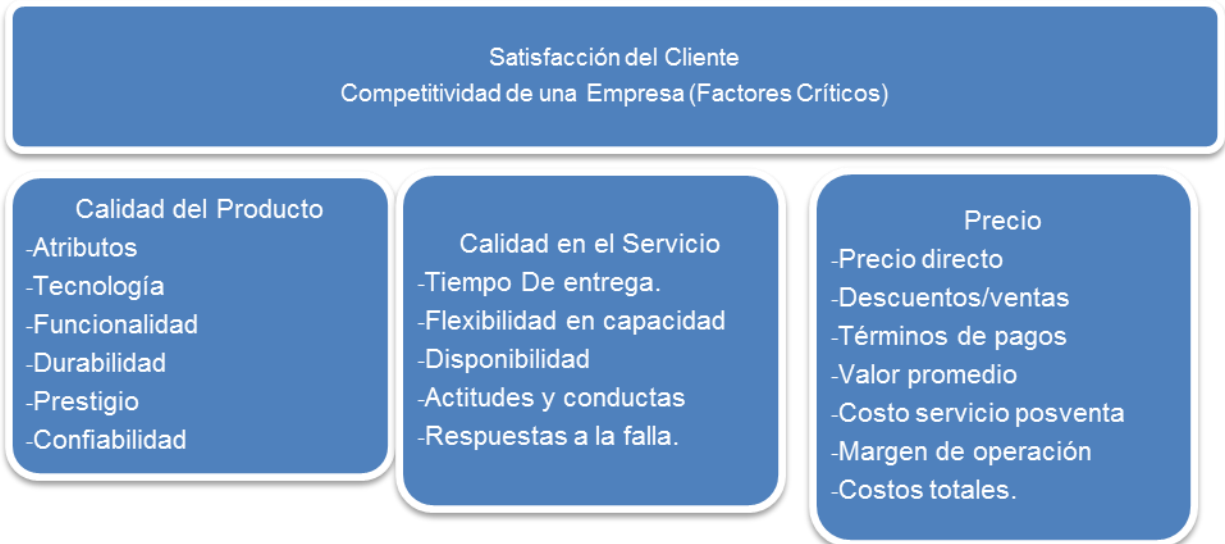 Satisfacción del Cliente
Competitividad de una Empresa (Factores Críticos)
Calidad del Producto
-Atributos
-Tecnología
-Funcionalidad
-Durabilidad
-Prestigio
-Confiabilidad
Calidad en el Servicio
-Tiempo De entrega.
-Flexibilidad en capacidad
-Disponibilidad
-Actitudes y conductas
-Respuestas a la falla.
Precio
-Precio directo
-Descuentos/ventas
-Términos de pagos
-Valor promedio
-Costo servicio posventa
-Margen de operación
-Costos totales.